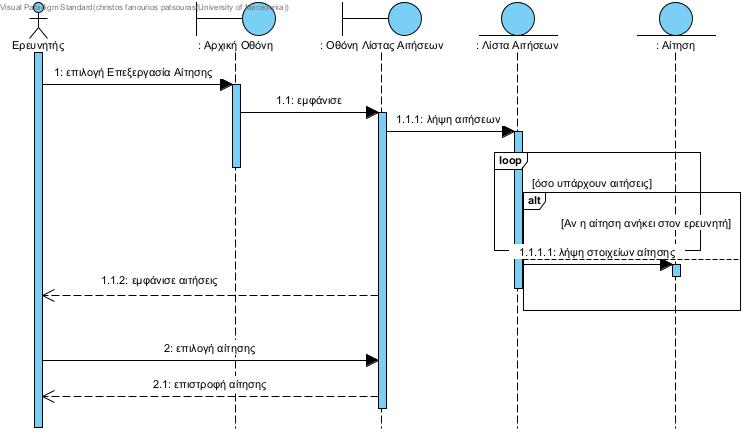 Visual Paradigm Standard(christos fanourios patsouras(University of Macedonia))
Ερευνητής
: Αρχική Οθόνη
: Οθόνη Λίστας Αιτήσεων
: Λίστα Αιτήσεων
: Αίτηση
1: επιλογή Επεξεργασία Αίτησης
1.1: εμφάνισε
1.1.1: λήψη αιτήσεων
loop
[όσο υπάρχουν αιτήσεις]
alt
[Αν η αίτηση ανήκει στον ερευνητή]
1.1.1.1: λήψη στοιχείων αίτησης
1.1.2: εμφάνισε αιτήσεις
2: επιλογή αίτησης
2.1: επιστροφή αίτησης